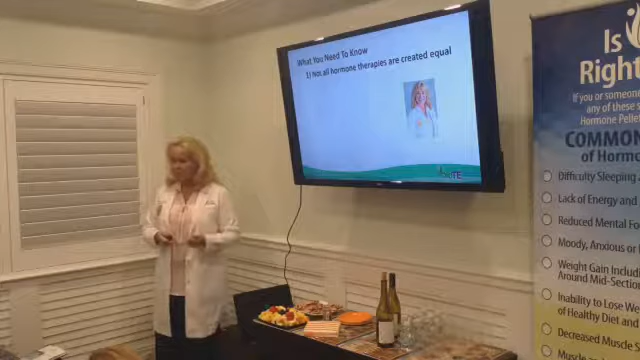 What You Need To Know
1) Not all hormone therapies are created equal
Is
Right
If you or someone
any of these s
Hormone Pelle
COMMON
of Hormo
Difficulty Sleeping
Lack of Energy and
Reduced Mental Fo
Moody, Anxious or
Weight Gain Includi
Around Mid-Section
Inability to Lose We
of Healthy Diet and
Decreased Muscle S
Muscle and